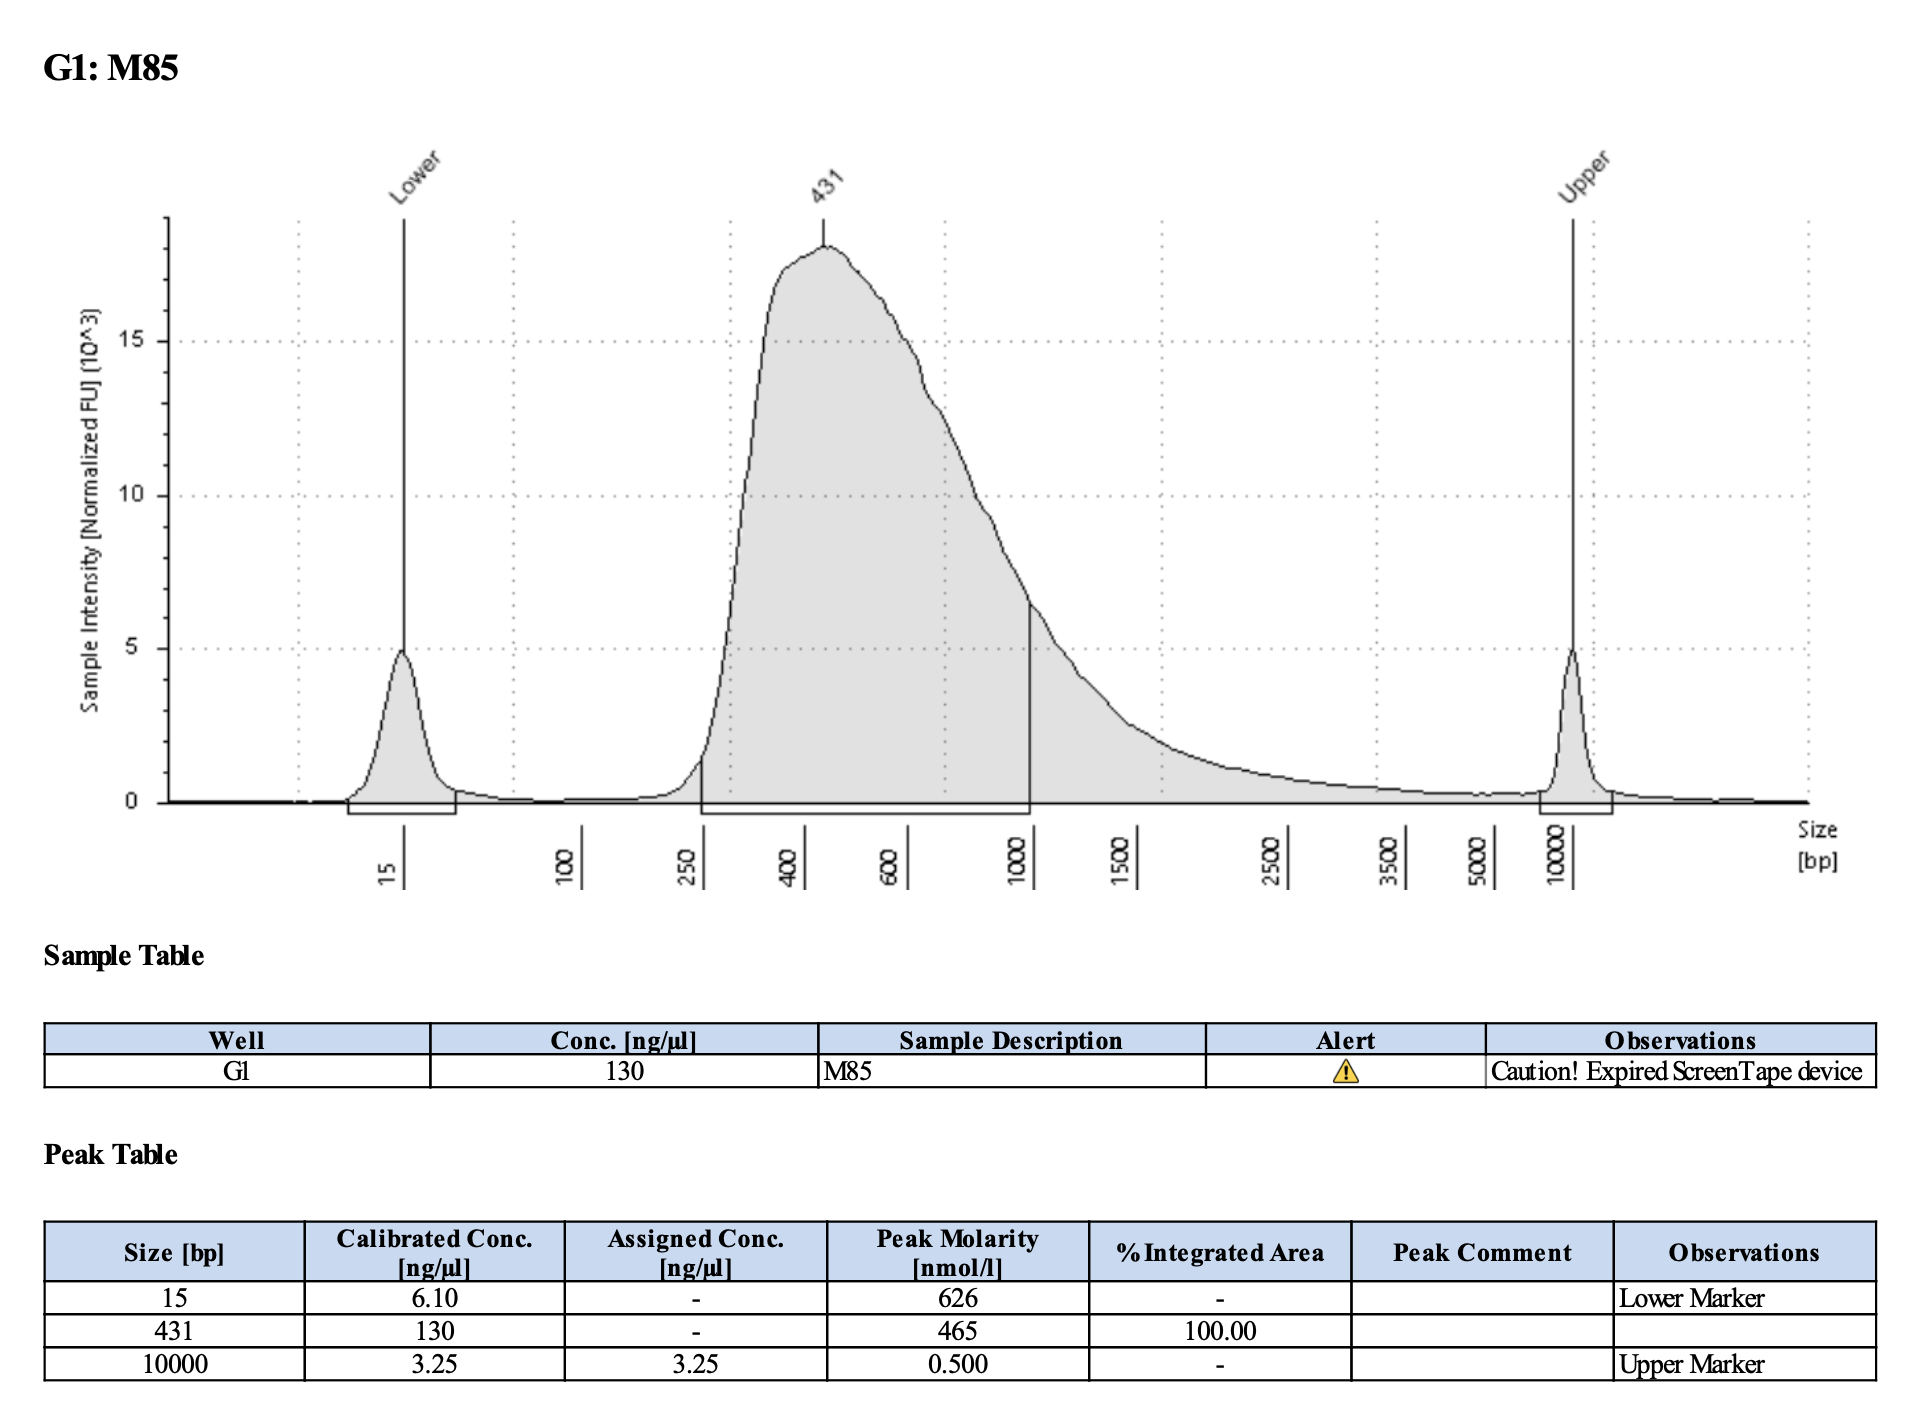 G1: M85
Lower
431
Upper
Sample Intensity [Normalized FU] (10^3)
15
10
5
0
15
100
250
400
600
1000
1500
2500
3500
5000
10000
Size
[bp]
Sample Table
Well Conc. [ng/µl] Sample Description Alert Observations
G1 130 M85 Caution! Expired ScreenTape device
Peak Table
Size [bp] Calibrated Conc. [ng/µl] Assigned Conc. [ng/µl] Peak Molarity [nmol/l] % Integrated Area Peak Comment Observations
15 6.10 - 626 - Lower Marker
431 130 - 465 100.00
10000 3.25 3.25 0.500 - Upper Marker